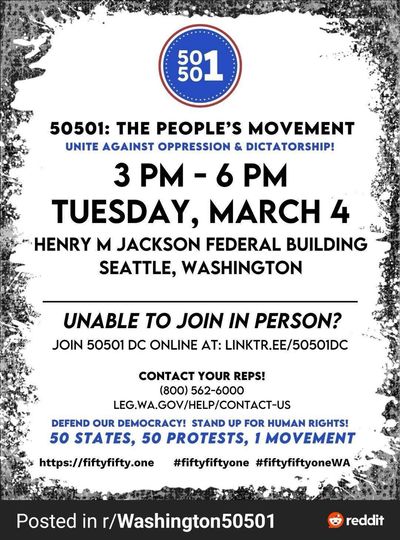 50
50 1
50501: THE PEOPLE'S MOVEMENT
UNITE AGAINST OPPRESSION & DICTATORSHIP!
3 PM - 6 PM
TUESDAY, MARCH 4
HENRY M JACKSON FEDERAL BUILDING
SEATTLE, WASHINGTON
UNABLE TO JOIN IN PERSON?
JOIN 50501 DC ONLINE AT: LINKTR.EE/50501DC
CONTACT YOUR REPS!
(800) 562-6000
LEG.WA.GOV/HELP/CONTACT-US
DEFEND OUR DEMOCRACY! STAND UP FOR HUMAN RIGHTS!
50 STATES, 50 PROTESTS, 1 MOVEMENT
https://fiftyfifty.one #fiftyfiftyone #fiftyfiftyoneWA
Posted in r/Washington50501 reddit